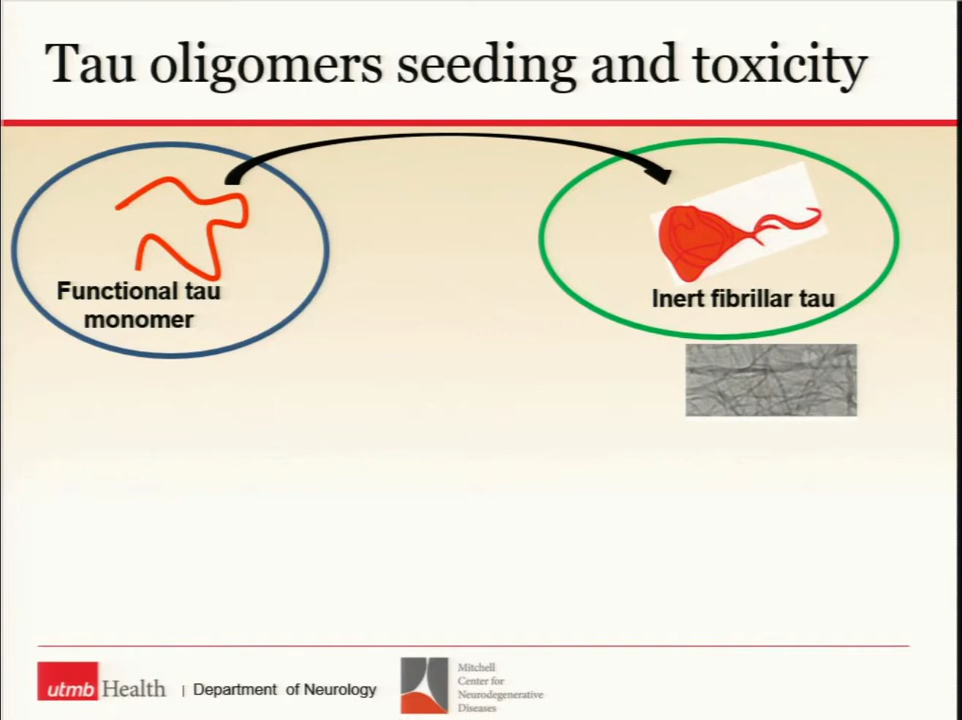 Tau oligomers seeding and toxicity
Functional tau
monomer
Inert fibrillar tau
utmb Health | Department of Neurology
Mitchell
Center for
Neurodegenerative
Diseases